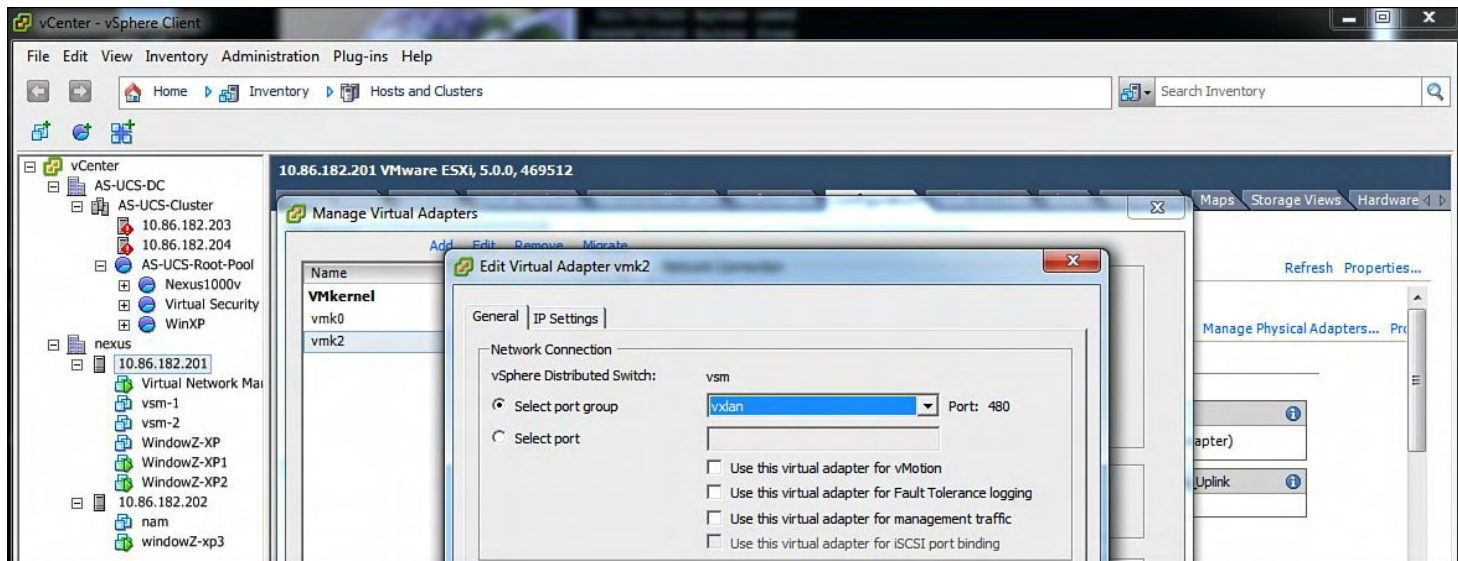 vCenter - vSphere Client
File Edit View Inventory Administration Plug-ins Help
Home Inventory Hosts and Clusters
Search Inventory
vCenter
AS-UCS-DC
AS-UCS-Cluster
10.86.182.203
10.86.182.204
AS-UCS-Root-Pool
Nexus1000v
Virtual Security
WinXP
nexus
10.86.182.201
Virtual Network Ma
vsm-1
vsm-2
WindowZ-XP
WindowZ-XP1
WindowZ-XP2
10.86.182.202
nam
windowZ-xp3
10.86.182.201 VMware ESXi, 5.0.0, 469512
Maps Storage Views Hardware
Manage Virtual Adapters
Add Edit Remove Migrate
Name
VMkernel
vmk0
vmk2
Edit Virtual Adapter vmk2
General IP Settings
Network Connection
vSphere Distributed Switch: vsm
Select port group vxlan Port: 480
Select port
Use this virtual adapter for vMotion
Use this virtual adapter for Fault Tolerance logging
Use this virtual adapter for management traffic
Use this virtual adapter for iSCSI port binding
Refresh Properties...
Manage Physical Adapters... Pr
apter)
_Uplink